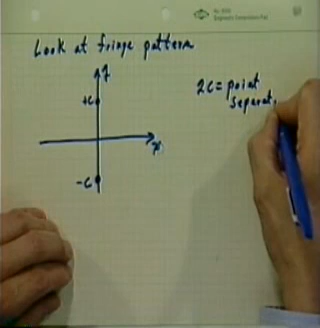 Look at fringe pattern
y
+c
2c = point
separat
x
-c